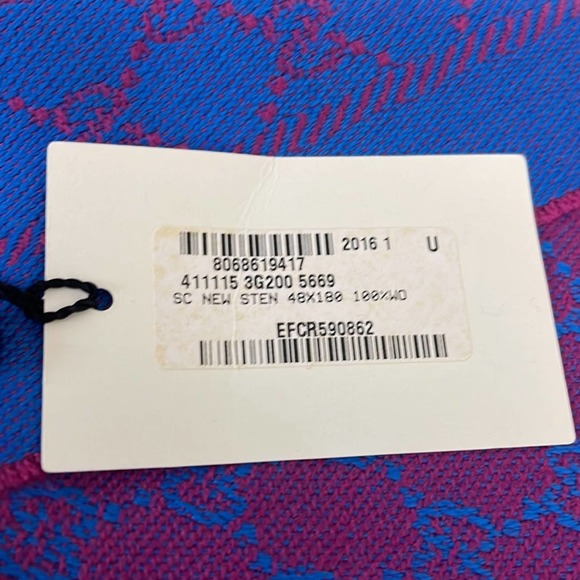 2016 1 U
8068619417
411115 3G200 5669
SC NEW STEN 48X180 100%WO
EFCR590862